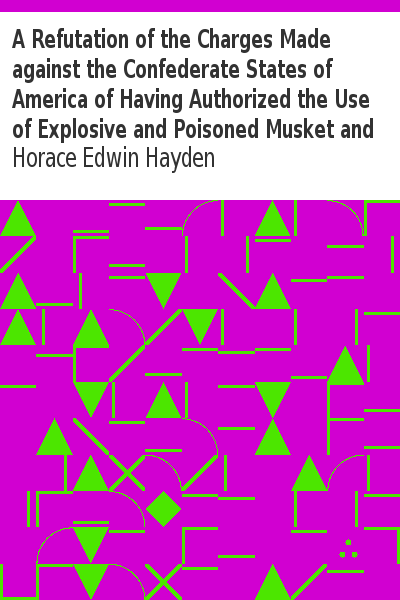 A Refutation of the Charges Made
against the Confederate States of
America of Having Authorized the Use
of Explosive and Poisoned Musket and
Horace Edwin Hayden